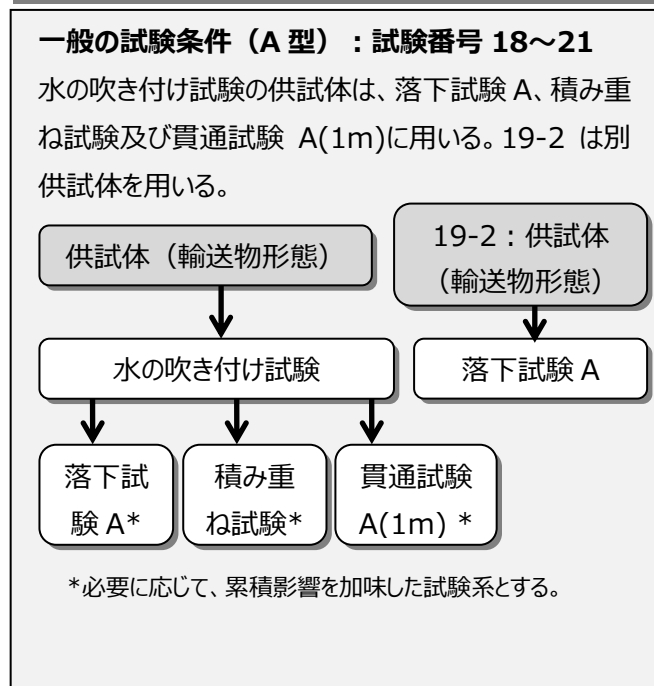 一般の試験条件（A 型）：試験番号 18～21
水の吹き付け試験の供試体は、落下試験 A、積み重
ね試験及び貫通試験 A(1m)に用いる。19-2 は別
供試体を用いる。
供試体（輸送物形態）
19-2：供試体
（輸送物形態）
水の吹き付け試験
落下試験 A
落下試
験 A*
積み重
ね試験*
貫通試験
A(1m) *
*必要に応じて、累積影響を加味した試験系とする。